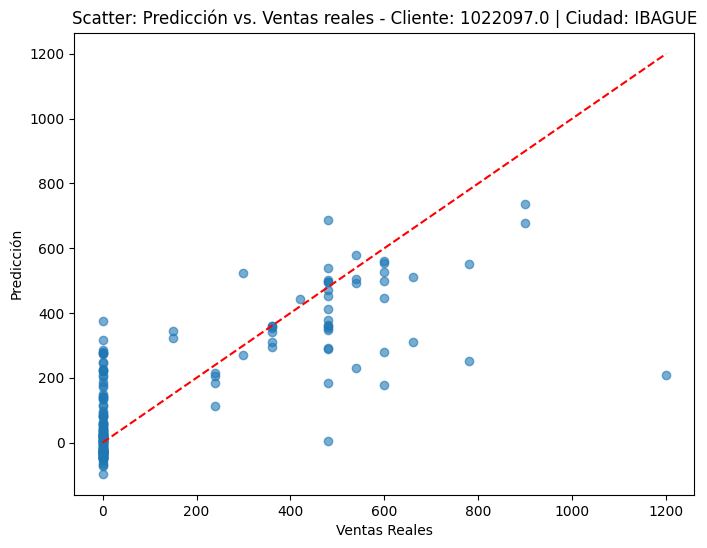 Scatter: Predicción vs. Ventas reales - Cliente: 1022097.0 | Ciudad: IBAGUE
1200
1000
800
600
400
200
0
Predicción
0 200 400 600 800 1000 1200
Ventas Reales